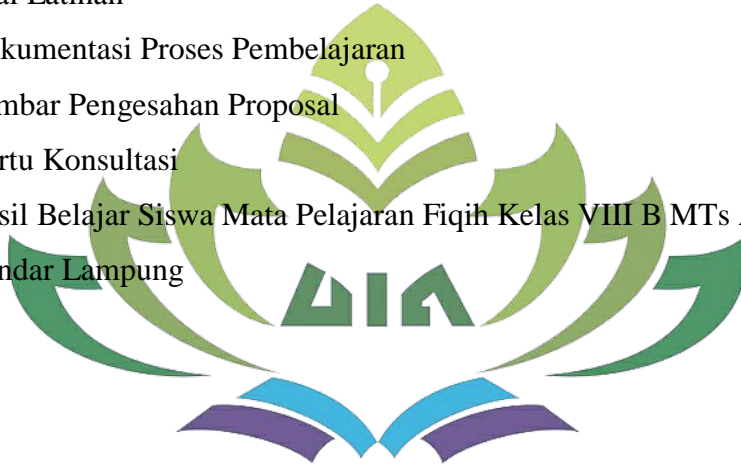 al Latihan
kumentasi Proses Pembelajaran
mbar Pengesahan Proposal
rtu Konsultasi
sil Belajar Siswa Mata Pelajaran Fiqih Kelas VIII B MTs
ndar Lampung
UIN